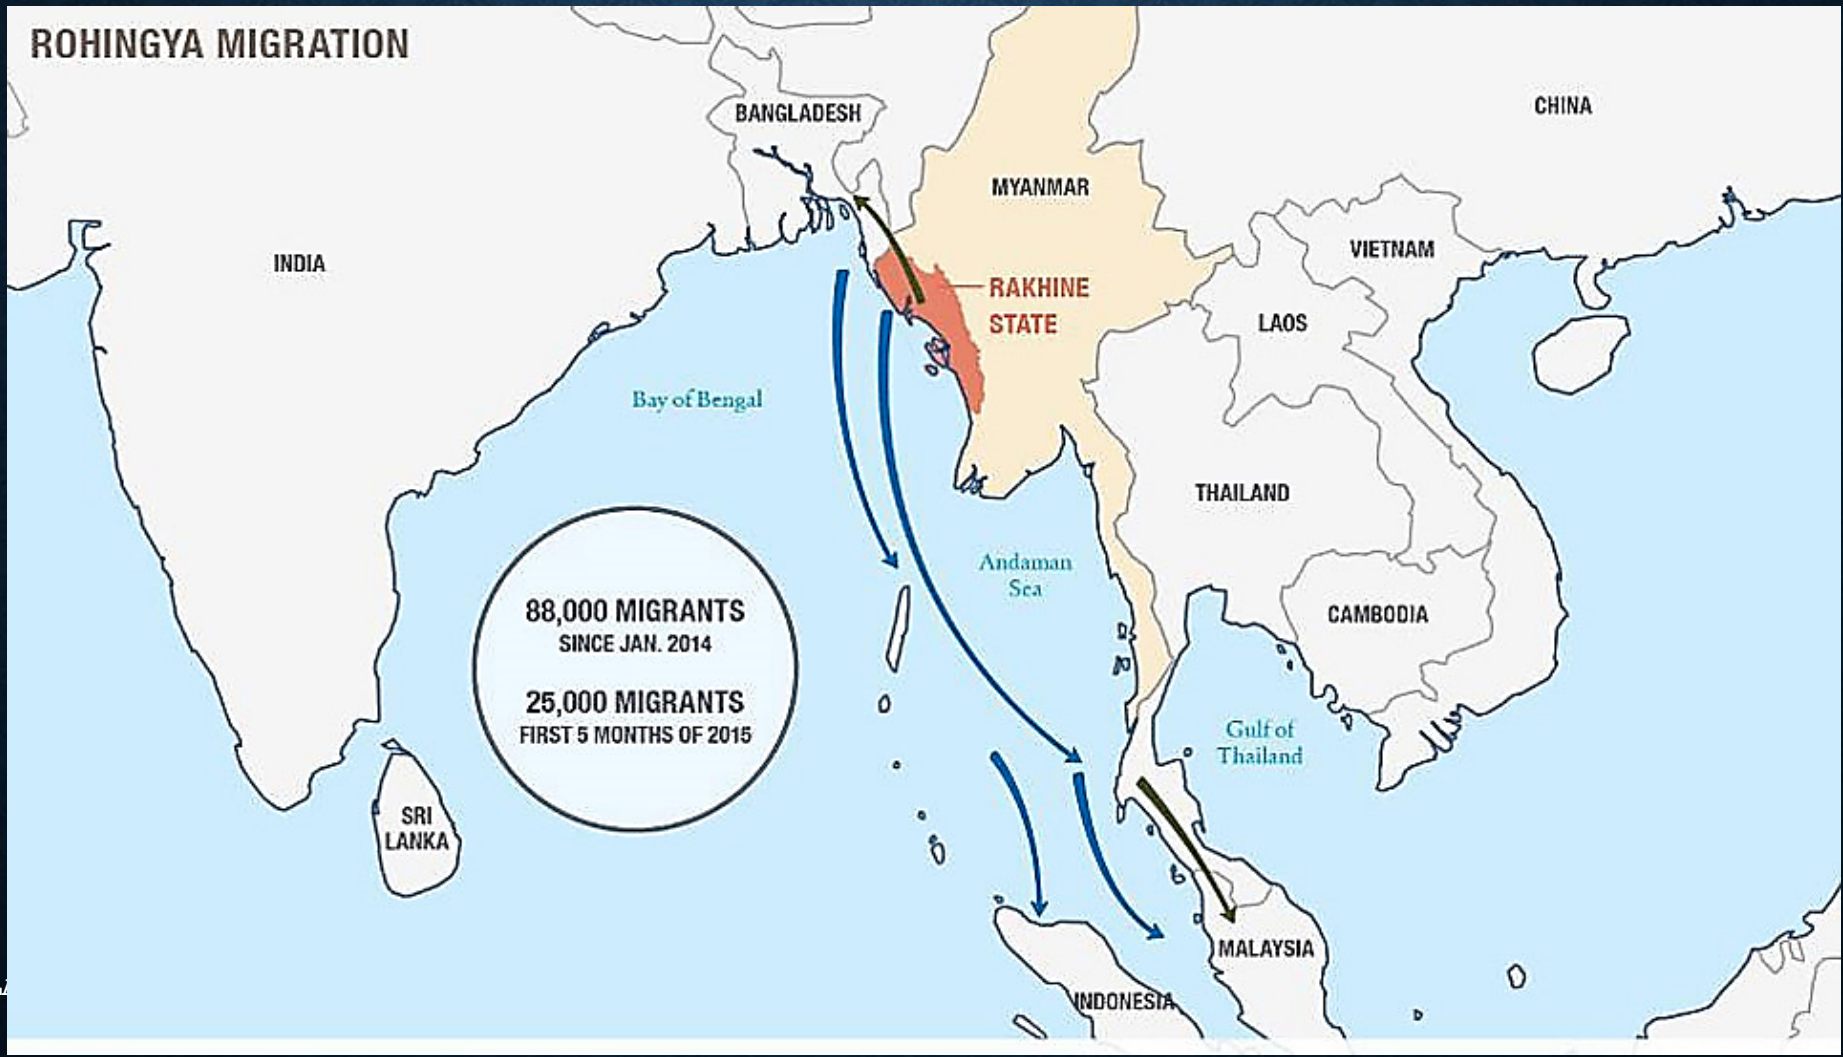 ROHINGYA MIGRATION
BANGLADESH
CHINA
MYANMAR
INDIA
VIETNAM
RAKHINE
STATE
LAOS
Bay of Bengal
THAILAND
Andaman
Sea
88,000 MIGRANTS
SINCE JAN. 2014
CAMBODIA
25,000 MIGRANTS
FIRST 5 MONTHS OF 2015
Gulf of
Thailand
SRI
LANKA
MALAYSIA
INDONESIA